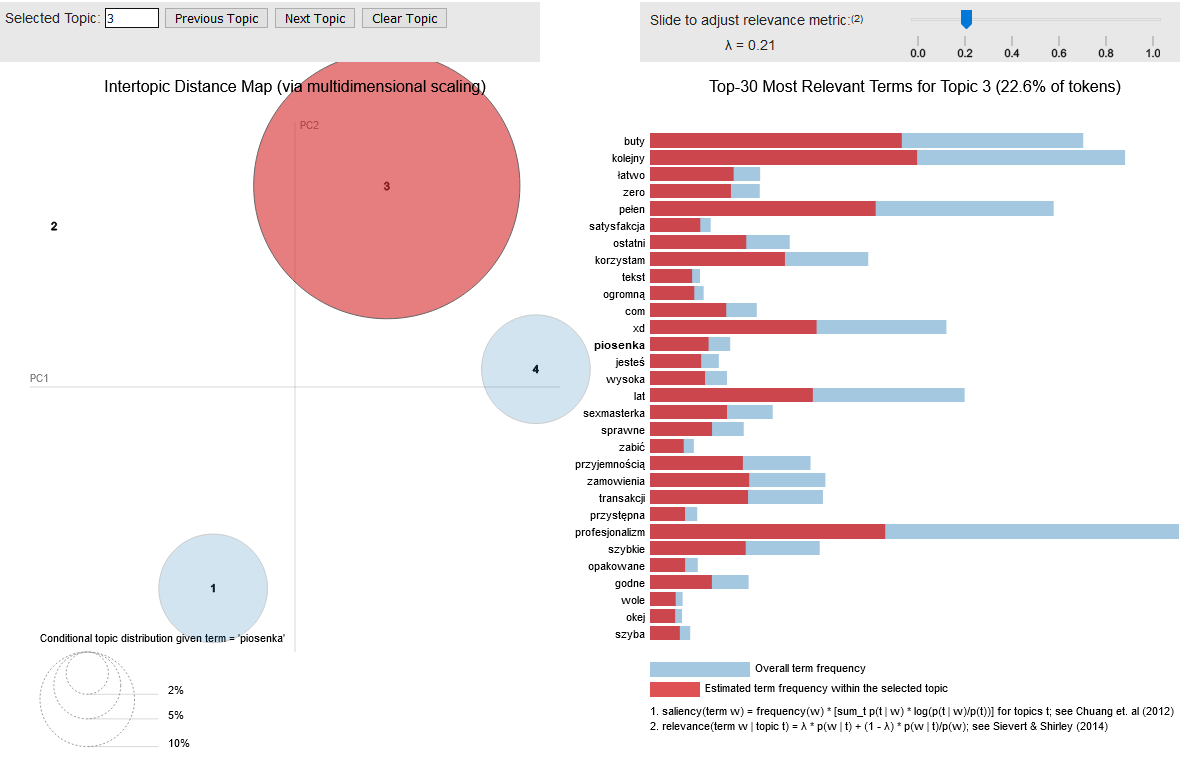 Selected Topic: 3 Previous Topic Next Topic Clear Topic
Slide to adjust relevance metric:(2)
λ = 0.21
0.0 0.2 0.4 0.6 0.8 1.0
Intertopic Distance Map (via multidimensional scaling)
PC2
3
2
4
PC1
1
Conditional topic distribution given term = 'piosenka'
2%
5%
10%
Top-30 Most Relevant Terms for Topic 3 (22.6% of tokens)
buty
kolejny
łatwo
zero
pełen
satysfakcja
ostatni
korzystam
tekst
ogromną
com
xd
piosenka
jesteś
wysoka
lat
sexmasterka
sprawne
zabić
przyjemnością
zamowienia
transakcji
przystępna
profesjonalizm
szybkie
opakowane
godne
wole
okej
szyba
Overall term frequency
Estimated term frequency within the selected topic
1. saliency(term w) = frequency(w) * [sum_t p(t | w) * log(p(t | w)/p(t))] for topics t; see Chuang et. al (2012)
2. relevance(term w | topic t) = λ * p(w | t) + (1 - λ) * p(w | t)/p(w); see Sievert & Shirley (2014)